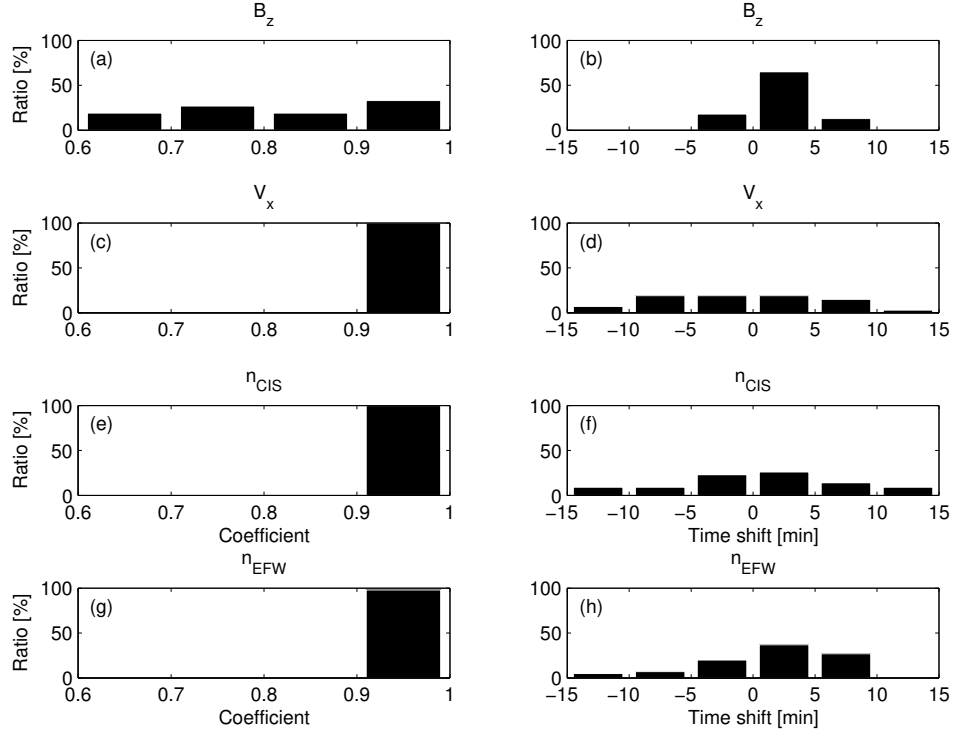 B_z
B_z
Ratio [%]
100
50
0
(a)
0.6 0.7 0.8 0.9 1
100
50
0
(b)
−15 −10 −5 0 5 10 15
V_x
V_x
Ratio [%]
100
50
0
(c)
0.6 0.7 0.8 0.9 1
100
50
0
(d)
−15 −10 −5 0 5 10 15
n_CIS
n_CIS
Ratio [%]
100
50
0
(e)
0.6 0.7 0.8 0.9 1
Coefficient
100
50
0
(f)
−15 −10 −5 0 5 10 15
Time shift [min]
n_EFW
n_EFW
Ratio [%]
100
50
0
(g)
0.6 0.7 0.8 0.9 1
Coefficient
100
50
0
(h)
−15 −10 −5 0 5 10 15
Time shift [min]